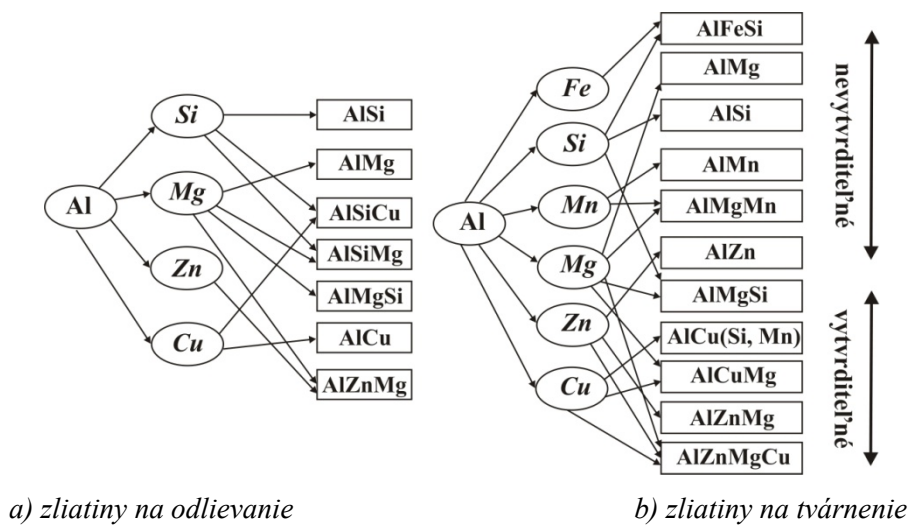 Al
Si
Mg
Zn
Cu
AlSi
AlMg
AlSiCu
AlSiMg
AlMgSi
AlCu
AlZnMg
Al
Fe
Si
Mn
Mg
Zn
Cu
AlFeSi
AlMg
AlSi
AlMn
AlMgMn
AlZn
AlMgSi
AlCu(Si, Mn)
AlCuMg
AlZnMg
AlZnMgCu
nevytvrditeľné
vytvrditeľné
a) zliatiny na odlievanie
b) zliatiny na tvárnenie